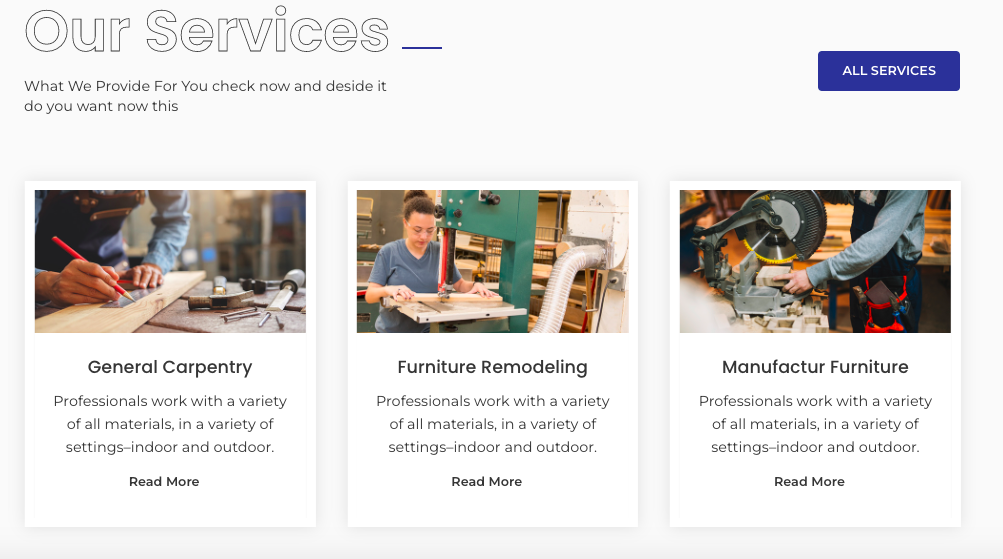 Our Services
What We Provide For You check now and deside it
do you want now this
ALL SERVICES
General Carpentry
Professionals work with a variety
of all materials, in a variety of
settings–indoor and outdoor.
Read More
Furniture Remodeling
Professionals work with a variety
of all materials, in a variety of
settings–indoor and outdoor.
Read More
Manufactur Furniture
Professionals work with a variety
of all materials, in a variety of
settings–indoor and outdoor.
Read More